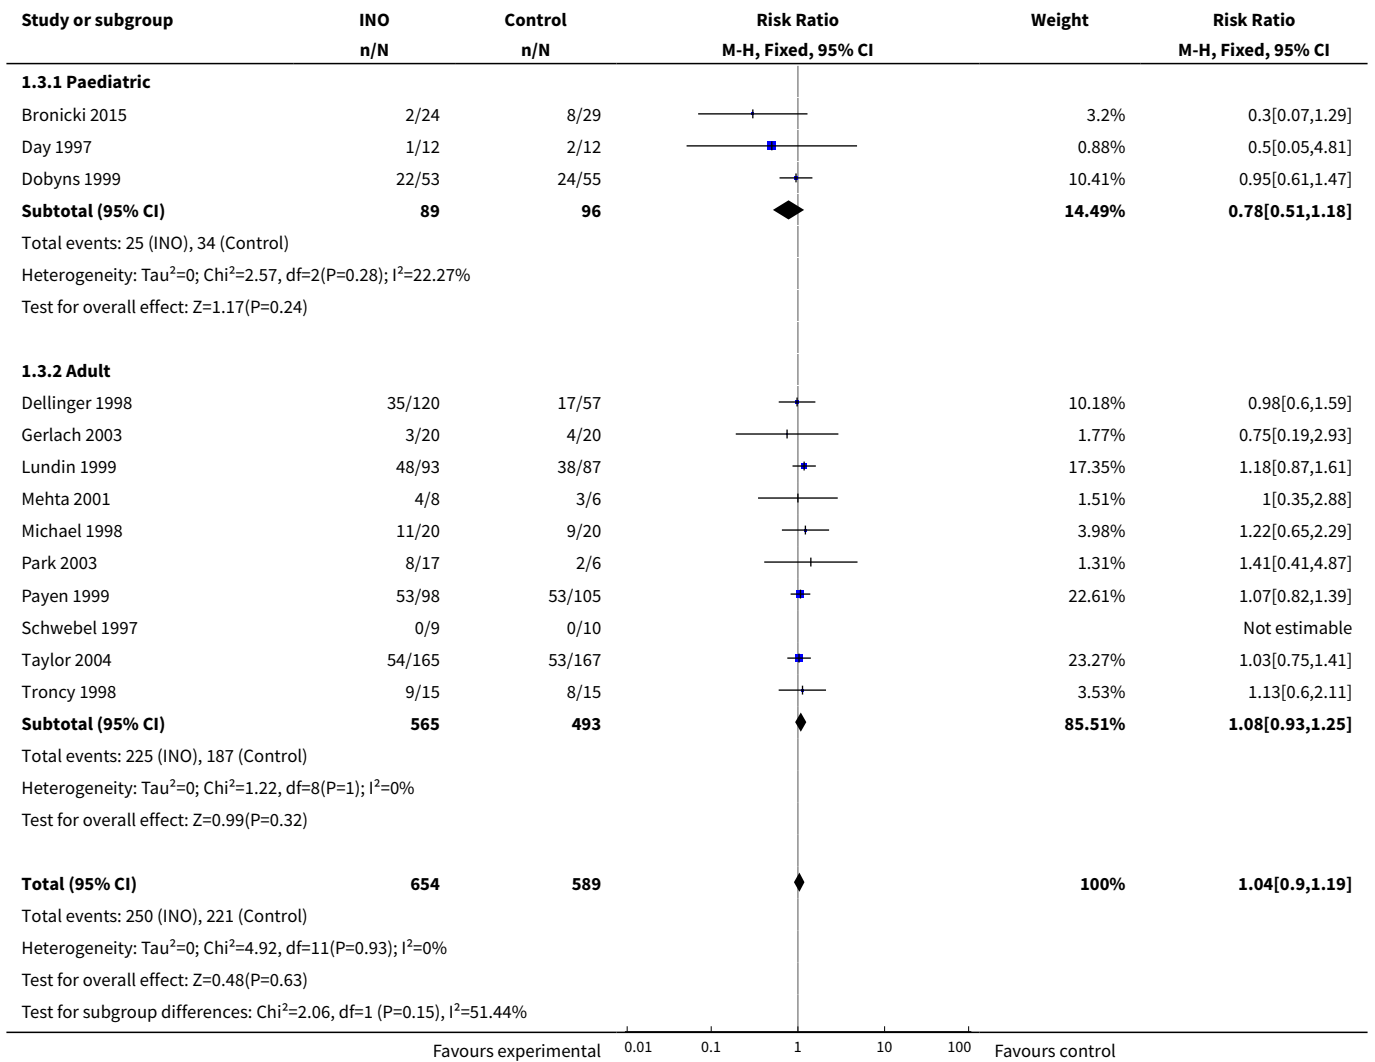 Study or subgroup INO Control Risk Ratio Weight Risk Ratio
n/N n/N M-H, Fixed, 95% CI M-H, Fixed, 95% CI
1.3.1 Paediatric
Bronicki 2015 2/24 8/29 3.2% 0.3[0.07,1.29]
Day 1997 1/12 2/12 0.88% 0.5[0.05,4.81]
Dobyns 1999 22/53 24/55 10.41% 0.95[0.61,1.47]
Subtotal (95% CI) 89 96 14.49% 0.78[0.51,1.18]
Total events: 25 (INO), 34 (Control)
Heterogeneity: Tau²=0; Chi²=2.57, df=2(P=0.28); I²=22.27%
Test for overall effect: Z=1.17(P=0.24)
1.3.2 Adult
Dellinger 1998 35/120 17/57 10.18% 0.98[0.6,1.59]
Gerlach 2003 3/20 4/20 1.77% 0.75[0.19,2.93]
Lundin 1999 48/93 38/87 17.35% 1.18[0.87,1.61]
Mehta 2001 4/8 3/6 1.51% 1[0.35,2.88]
Michael 1998 11/20 9/20 3.98% 1.22[0.65,2.29]
Park 2003 8/17 2/6 1.31% 1.41[0.41,4.87]
Payen 1999 53/98 53/105 22.61% 1.07[0.82,1.39]
Schwebel 1997 0/9 0/10 Not estimable
Taylor 2004 54/165 53/167 23.27% 1.03[0.75,1.41]
Troncy 1998 9/15 8/15 3.53% 1.13[0.6,2.11]
Subtotal (95% CI) 565 493 85.51% 1.08[0.93,1.25]
Total events: 225 (INO), 187 (Control)
Heterogeneity: Tau²=0; Chi²=1.22, df=8(P=1); I²=0%
Test for overall effect: Z=0.99(P=0.32)
Total (95% CI) 654 589 100% 1.04[0.9,1.19]
Total events: 250 (INO), 221 (Control)
Heterogeneity: Tau²=0; Chi²=4.92, df=11(P=0.93); I²=0%
Test for overall effect: Z=0.48(P=0.63)
Test for subgroup differences: Chi²=2.06, df=1 (P=0.15), I²=51.44%
Favours experimental 0.01 0.1 1 10 100 Favours control